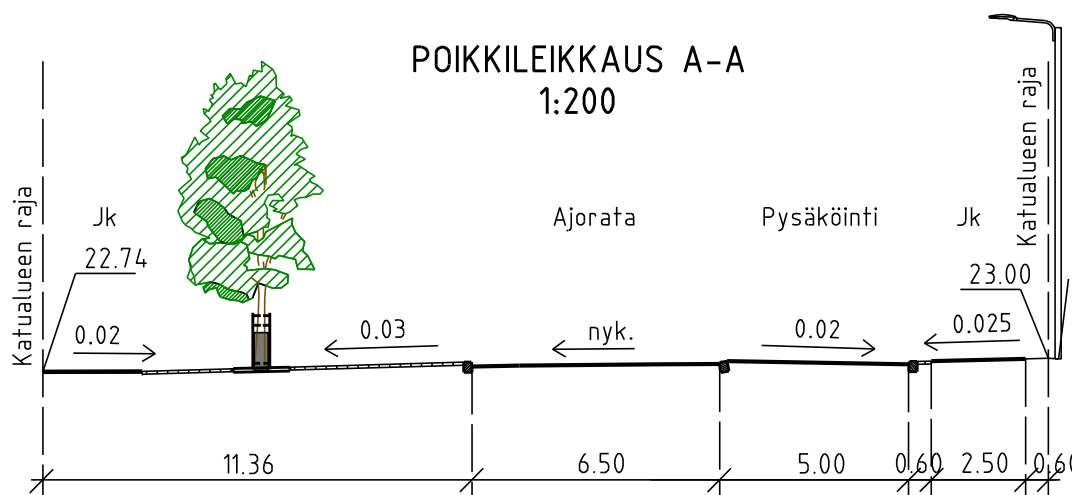 POIKKILEIKKAUS A-A
1:200
Katualueen raja
Jk
Ajorata
Pysäköinti
Jk
Katualueen raja
22.74
23.00
0.02
0.03
nyk.
0.02
0.025
11.36
6.50
5.00
0.60
2.50
0.60